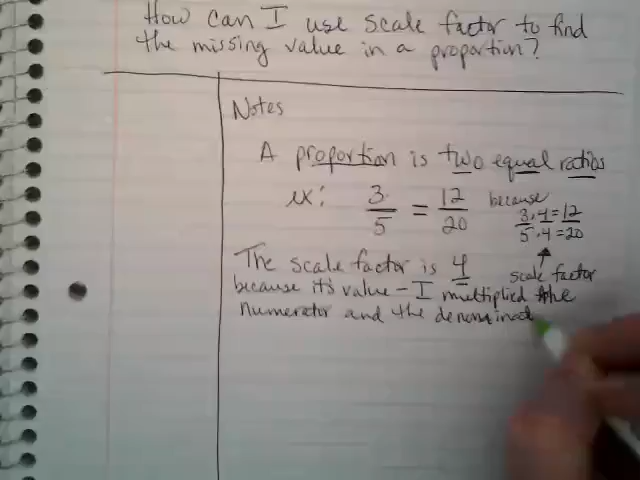 How can I use scale factor to find
the missing value in a proportion?
Notes
A proportion is two equal ratios
ex: 3/5 = 12/20 because
3·4=12
5·4=20
scale factor
The scale factor is 4
because its value - I multiplied the
numerator and the denominat